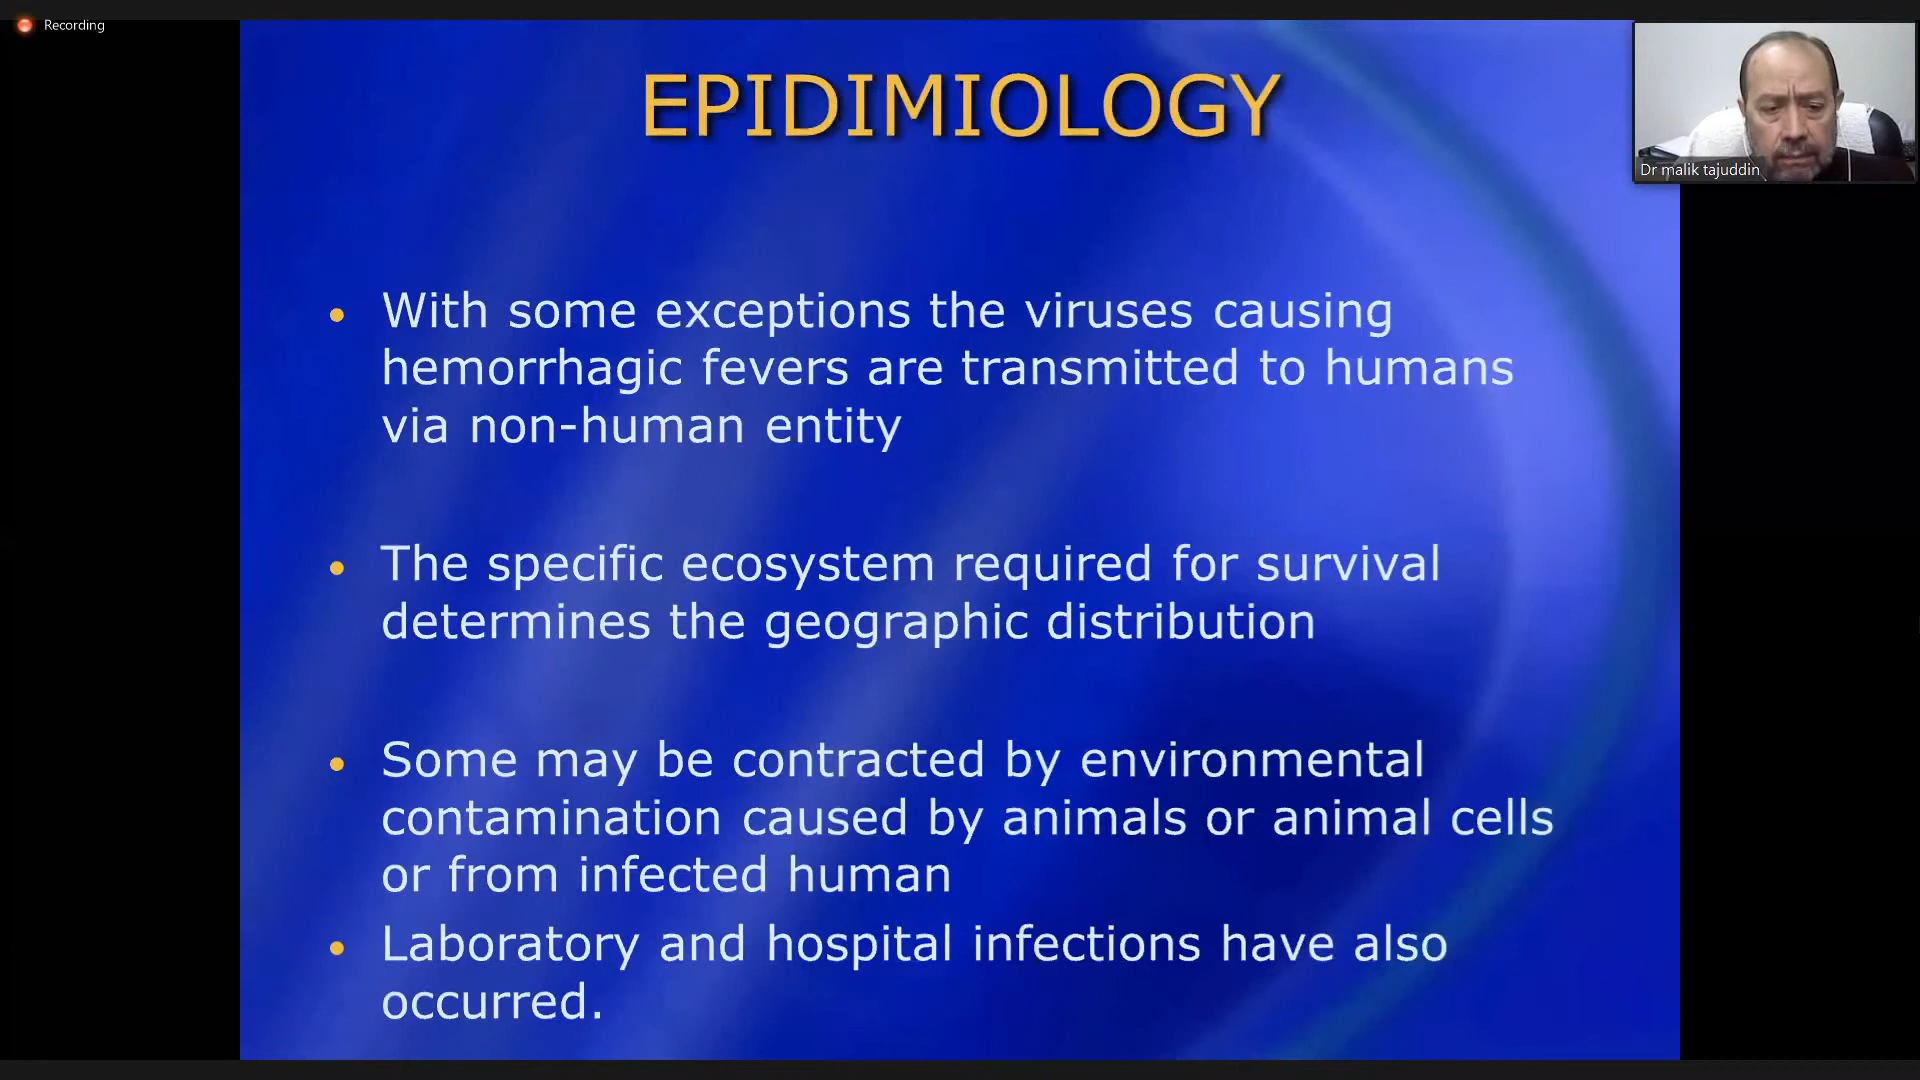 Recording
EPIDIMIOLOGY
Dr malik tajuddin
• With some exceptions the viruses causing
hemorrhagic fevers are transmitted to humans
via non-human entity
• The specific ecosystem required for survival
determines the geographic distribution
• Some may be contracted by environmental
contamination caused by animals or animal cells
or from infected human
• Laboratory and hospital infections have also
occurred.